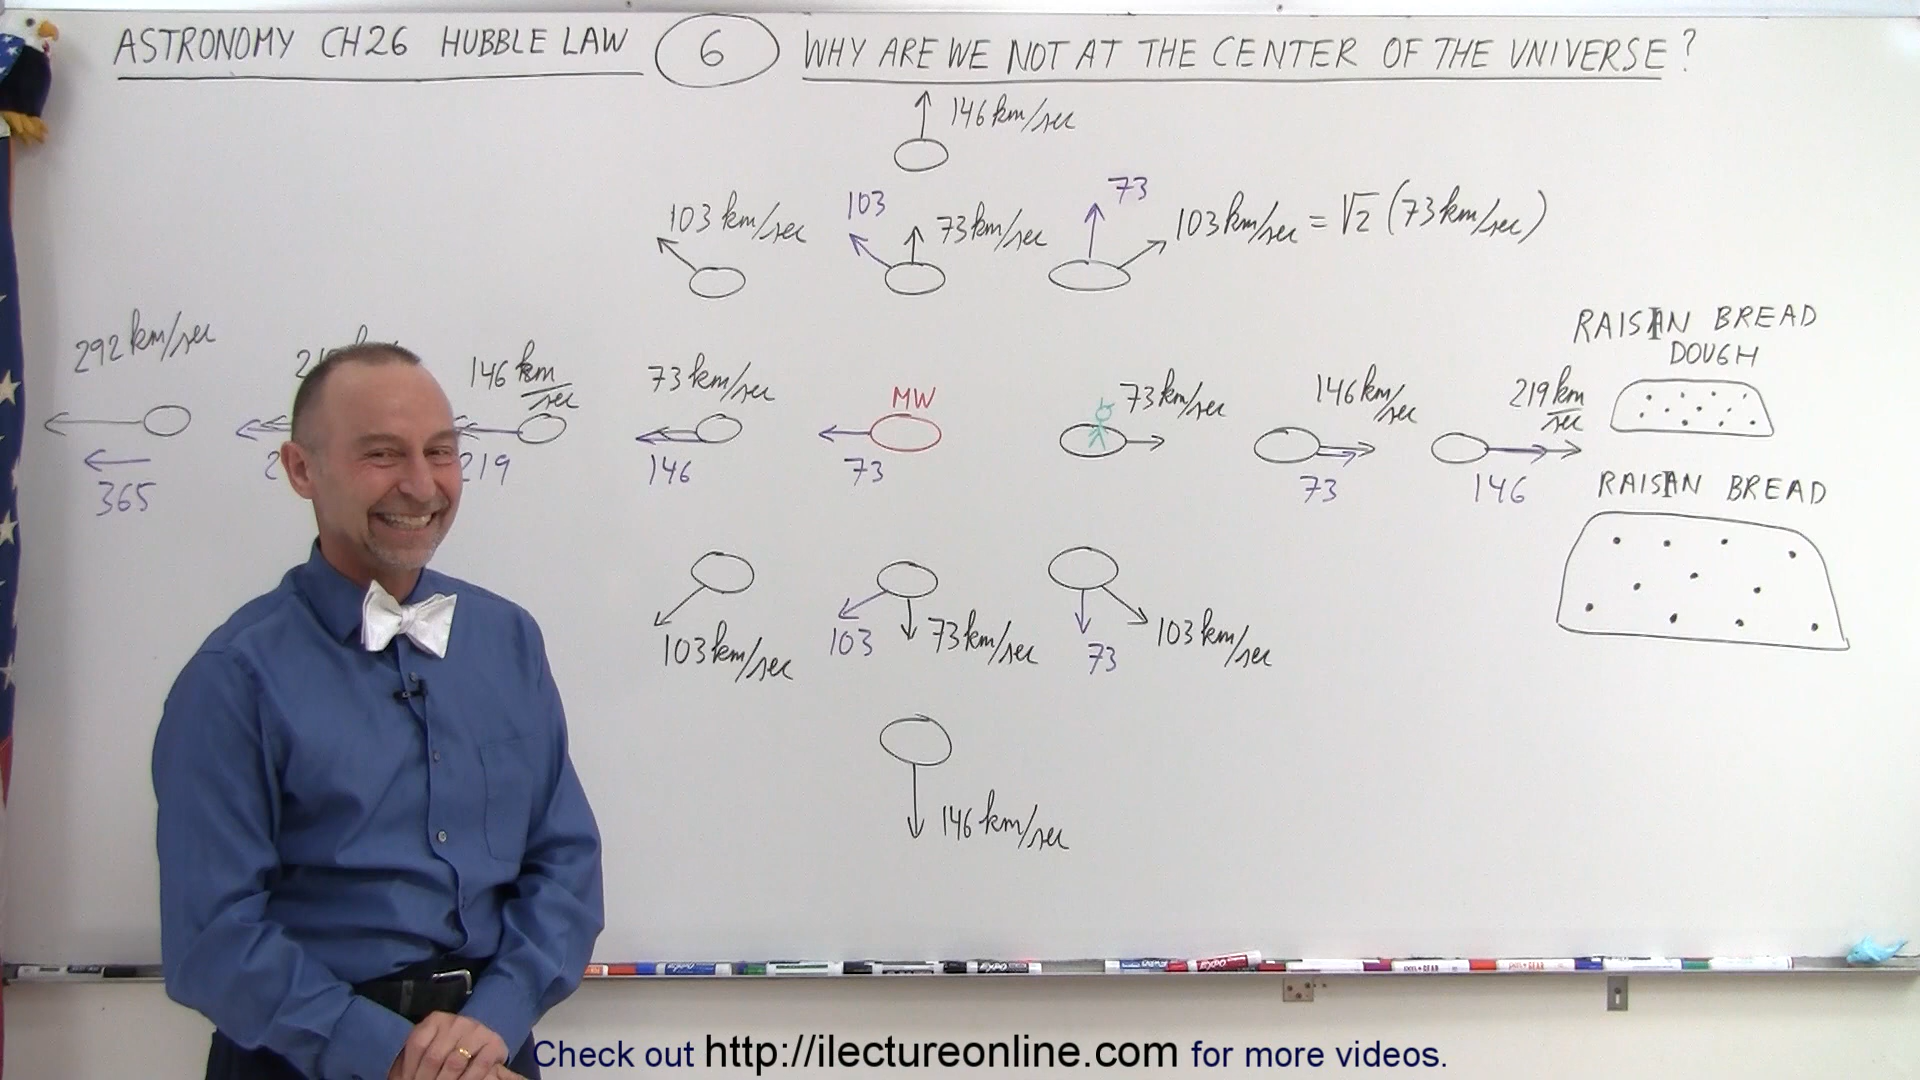 ASTRONOMY CH26 HUBBLE LAW 6 WHY ARE WE NOT AT THE CENTER OF THE UNIVERSE?
146 km/sec
103 km/sec
103
73 km/sec
73
103 km/sec = √2 (73 km/sec)
292 km/sec
146 km/sec
73 km/sec
MW
73 km/sec
146 km/sec
219 km/sec
365
219
146
73
73
146
RAISIN BREAD
DOUGH
RAISIN BREAD
103 km/sec
103
73 km/sec
73
103 km/sec
146 km/sec
EXPO
Check out http://ilectureonline.com for more videos.